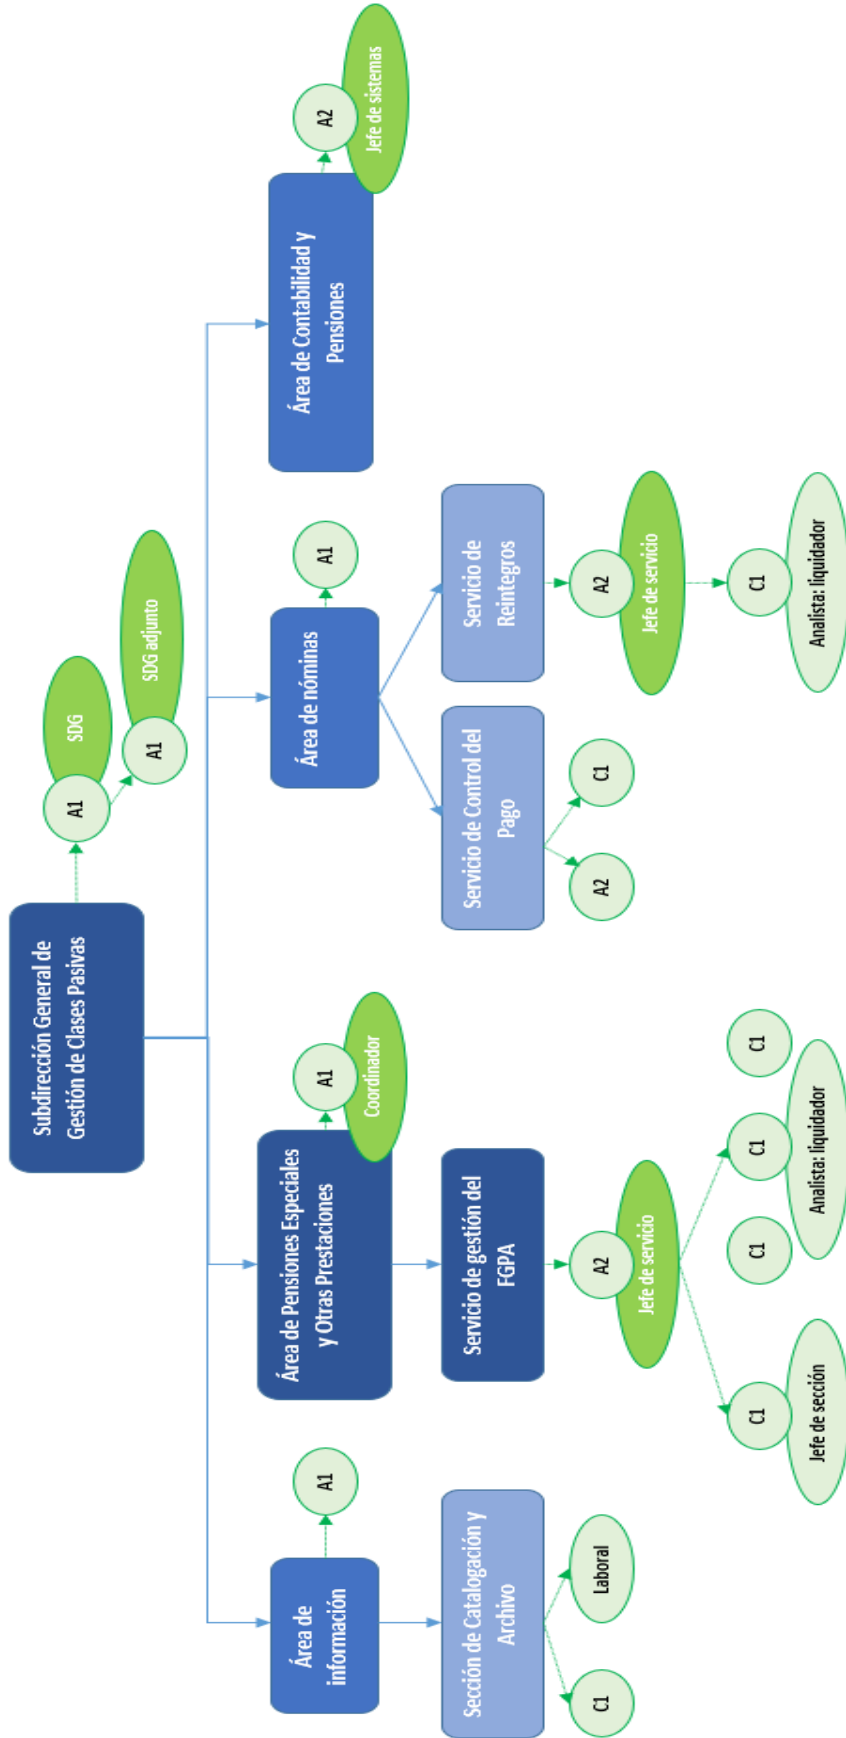 Subdirección General de
Gestión de Clases Pasivas
A1
SDG
A1
SDG adjunto
Área de
información
A1
Área de Pensiones Especiales
y Otras Prestaciones
A1
Coordinador
Área de nóminas
A1
Área de Contabilidad y
Pensiones
A2
Jefe de sistemas
Sección de Catalogación y
Archivo
Servicio de gestión del
FGPA
Servicio de Control del
Pago
Servicio de
Reintegros
C1
Laboral
A2
Jefe de servicio
A2
C1
A2
Jefe de servicio
C1
Jefe de sección
C1
C1
C1
Analista: liquidador
C1
Analista: liquidador